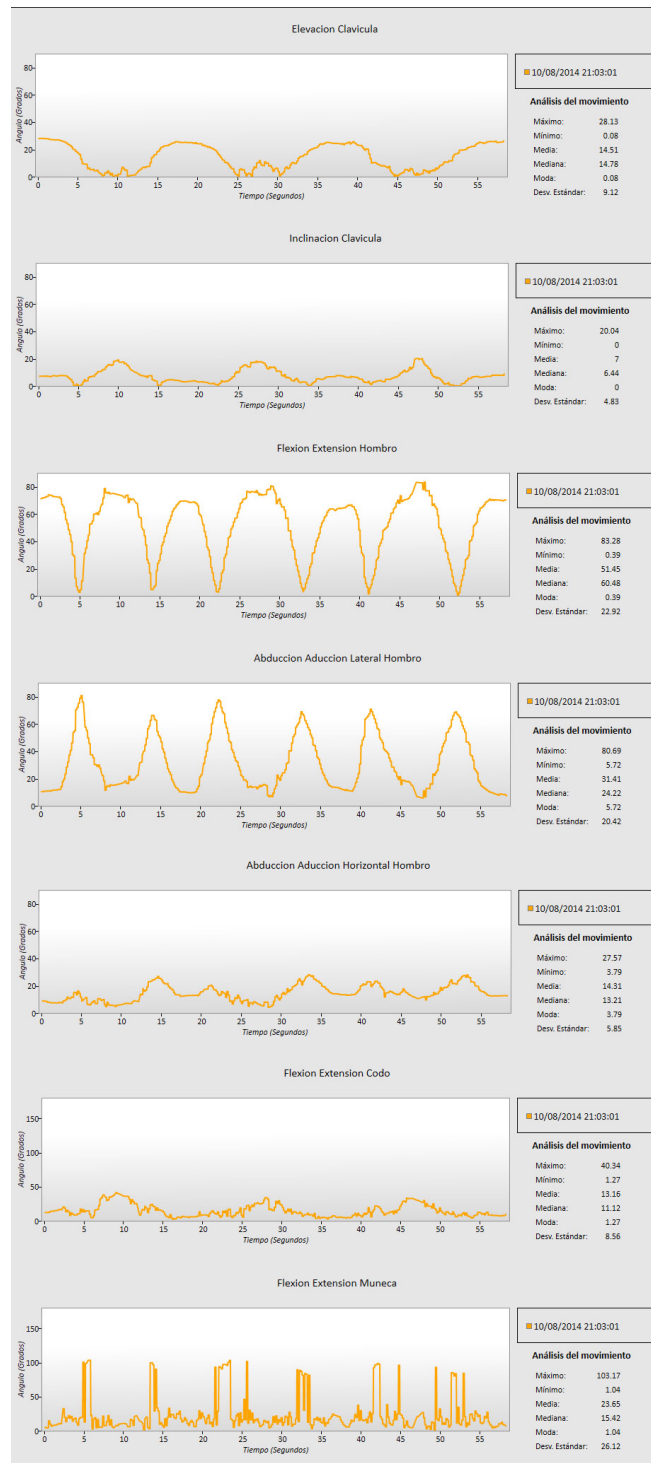 Elevacion Clavicula
80
60
40
20
0
Angulo (Grados)
0 5 10 15 20 25 30 35 40 45 50 55
Tiempo (Segundos)
10/08/2014 21:03:01
Análisis del movimiento
Máximo: 28.13
Mínimo: 0.08
Media: 14.51
Mediana: 14.78
Moda: 0.08
Desv. Estándar: 9.12
Inclinacion Clavicula
80
60
40
20
0
Angulo (Grados)
0 5 10 15 20 25 30 35 40 45 50 55
Tiempo (Segundos)
10/08/2014 21:03:01
Análisis del movimiento
Máximo: 20.04
Mínimo: 0
Media: 7
Mediana: 6.44
Moda: 0
Desv. Estándar: 4.83
Flexion Extension Hombro
80
60
40
20
0
Angulo (Grados)
0 5 10 15 20 25 30 35 40 45 50 55
Tiempo (Segundos)
10/08/2014 21:03:01
Análisis del movimiento
Máximo: 83.28
Mínimo: 0.39
Media: 51.45
Mediana: 60.48
Moda: 0.39
Desv. Estándar: 22.92
Abduccion Aduccion Lateral Hombro
80
60
40
20
0
Angulo (Grados)
0 5 10 15 20 25 30 35 40 45 50 55
Tiempo (Segundos)
10/08/2014 21:03:01
Análisis del movimiento
Máximo: 80.69
Mínimo: 5.72
Media: 31.41
Mediana: 24.22
Moda: 5.72
Desv. Estándar: 20.42
Abduccion Aduccion Horizontal Hombro
80
60
40
20
0
Angulo (Grados)
0 5 10 15 20 25 30 35 40 45 50 55
Tiempo (Segundos)
10/08/2014 21:03:01
Análisis del movimiento
Máximo: 27.57
Mínimo: 3.79
Media: 14.31
Mediana: 13.21
Moda: 3.79
Desv. Estándar: 5.85
Flexion Extension Codo
150
100
50
0
Angulo (Grados)
0 5 10 15 20 25 30 35 40 45 50 55
Tiempo (Segundos)
10/08/2014 21:03:01
Análisis del movimiento
Máximo: 40.34
Mínimo: 1.27
Media: 13.16
Mediana: 11.12
Moda: 1.27
Desv. Estándar: 8.56
Flexion Extension Muneca
150
100
50
0
Angulo (Grados)
0 5 10 15 20 25 30 35 40 45 50 55
Tiempo (Segundos)
10/08/2014 21:03:01
Análisis del movimiento
Máximo: 103.17
Mínimo: 1.04
Media: 23.65
Mediana: 15.42
Moda: 1.04
Desv. Estándar: 26.12